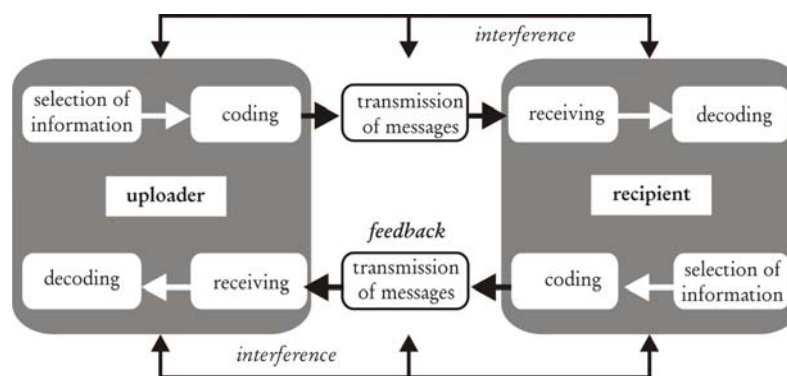 interference
selection of
information
coding
transmission
of messages
receiving
decoding
uploader
recipient
feedback
decoding
receiving
transmission
of messages
coding
selection of
information
interference